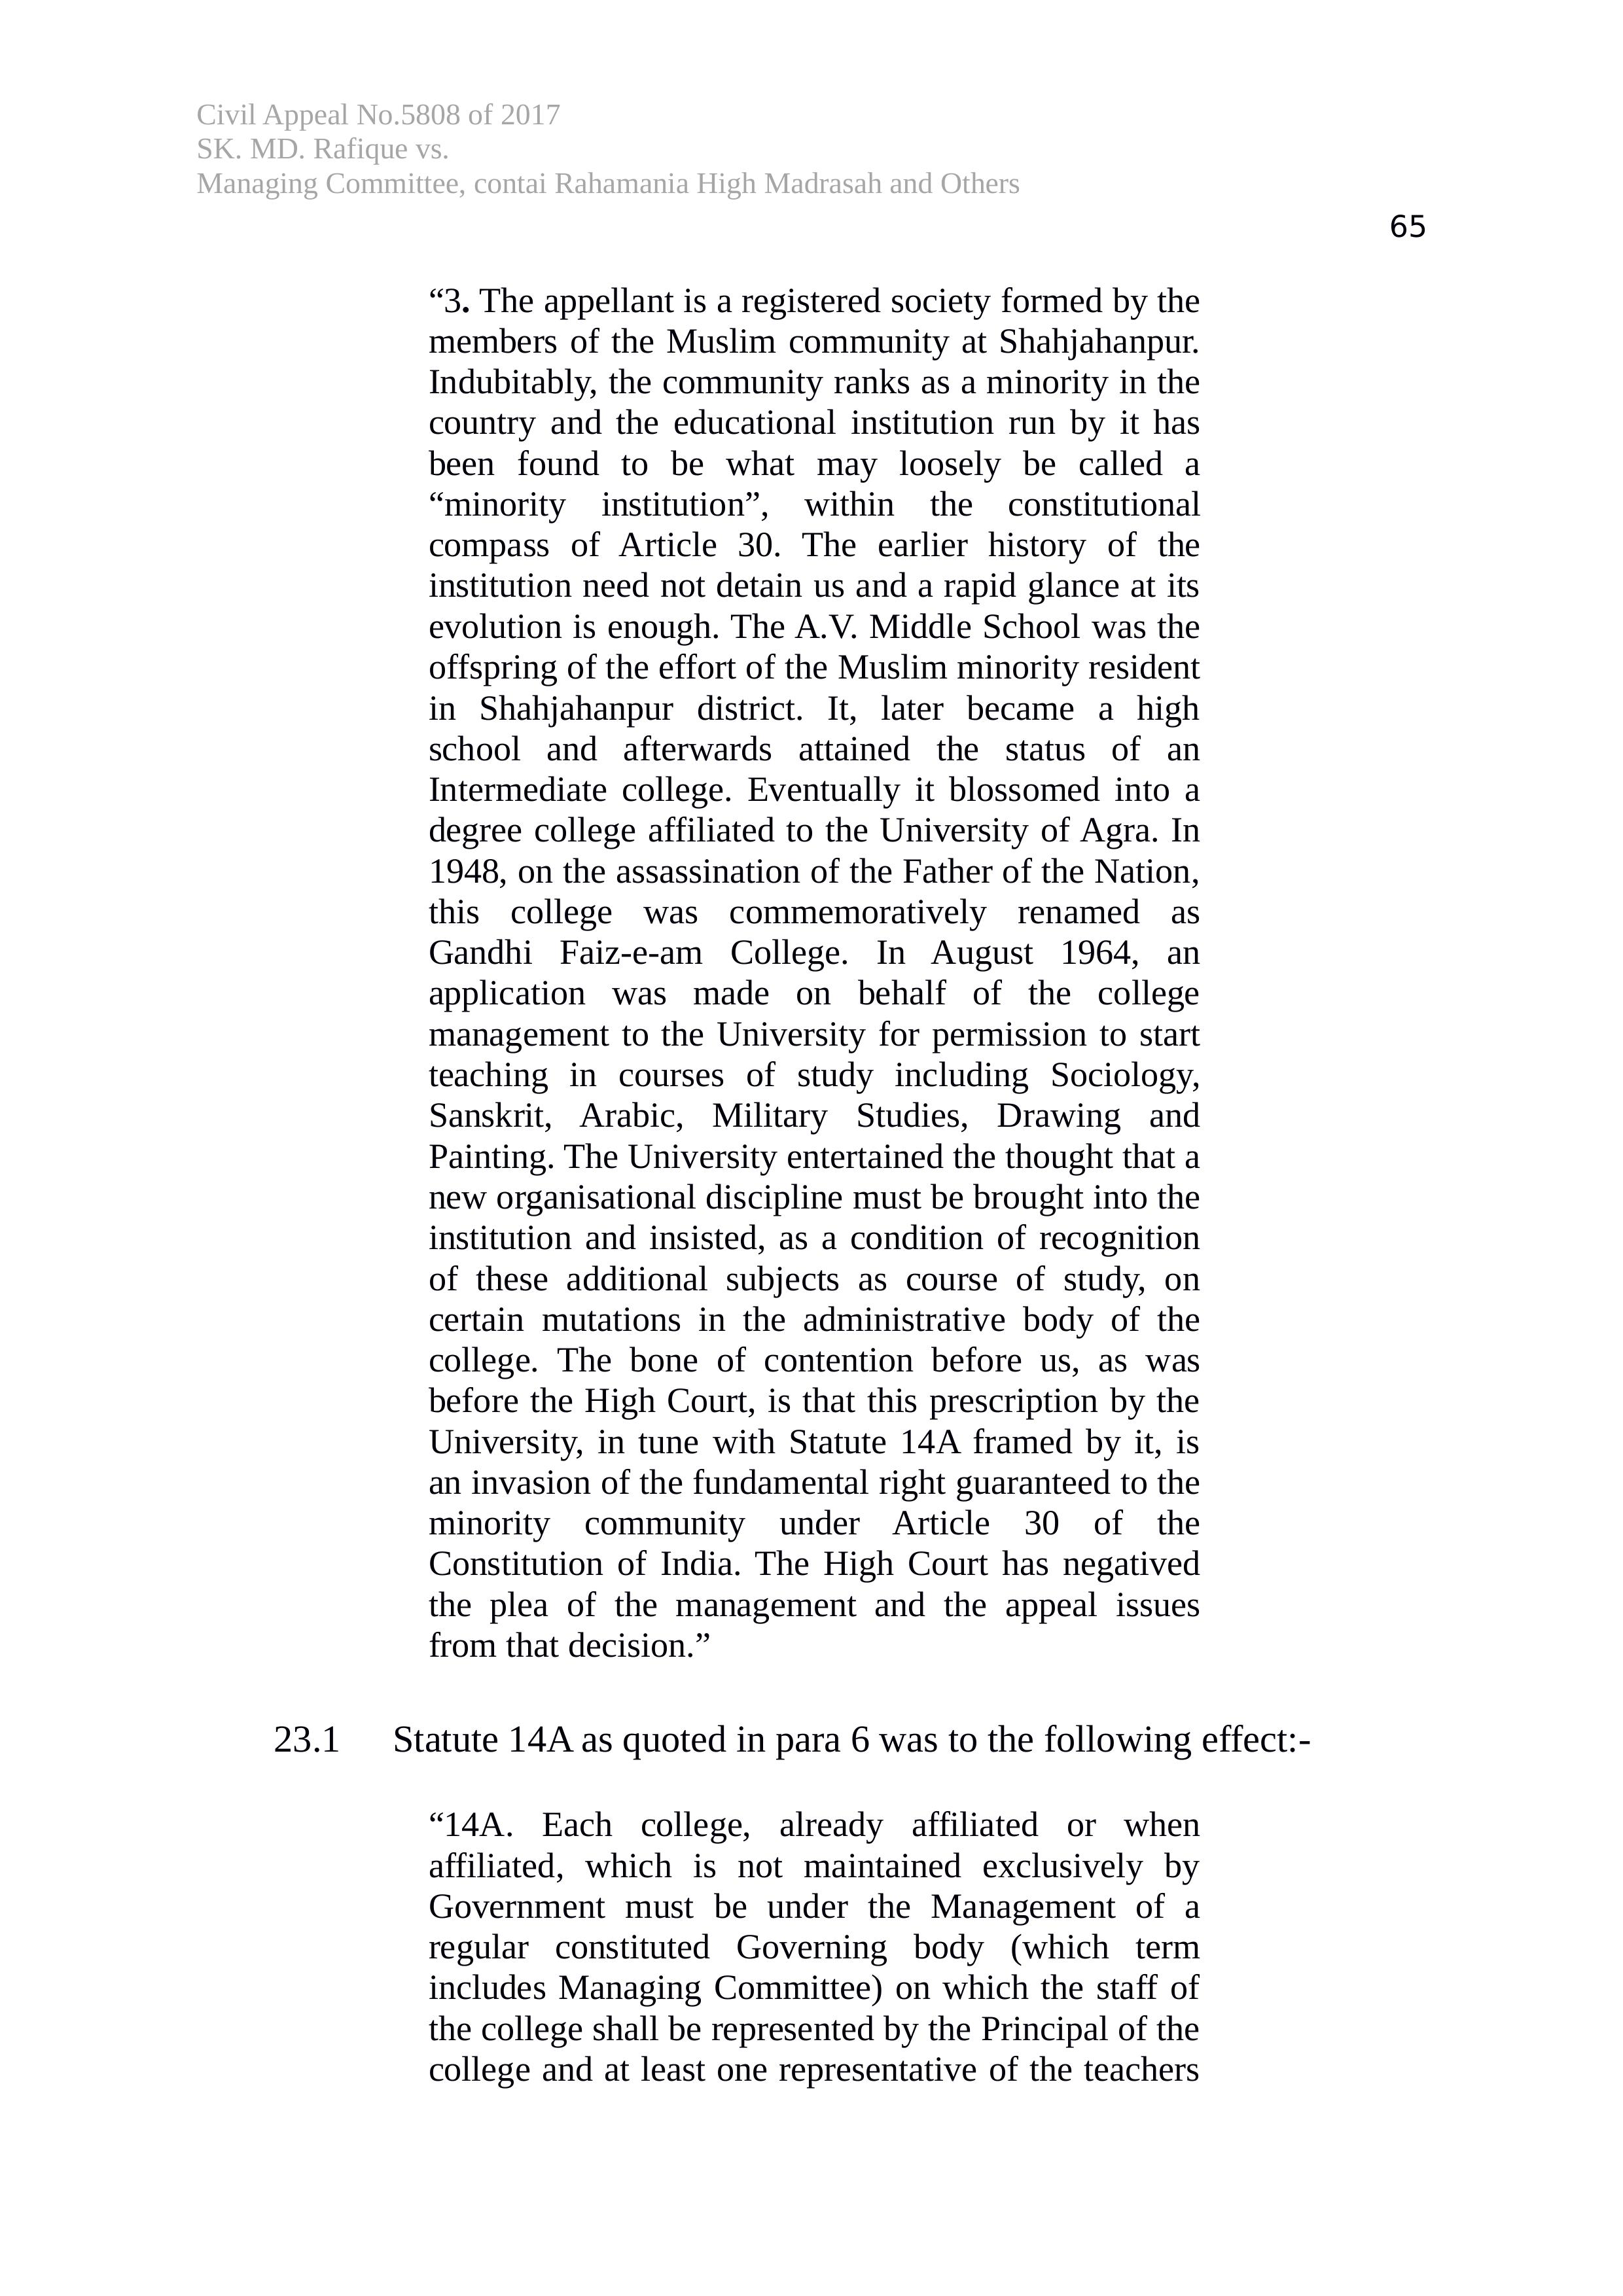 Civil Appeal No.5808 of 2017
SK. MD. Rafique vs.
Managing Committee, contai Rahamania High Madrasah and Others
65
“3. The appellant is a registered society formed by the
members of the Muslim community at Shahjahanpur.
Indubitably, the community ranks as a minority in the
country and the educational institution run by it has
been found to be what may loosely be called a
“minority institution”, within the constitutional
compass of Article 30. The earlier history of the
institution need not detain us and a rapid glance at its
evolution is enough. The A.V. Middle School was the
offspring of the effort of the Muslim minority resident
in Shahjahanpur district. It, later became a high
school and afterwards attained the status of an
Intermediate college. Eventually it blossomed into a
degree college affiliated to the University of Agra. In
1948, on the assassination of the Father of the Nation,
this college was commemoratively renamed as
Gandhi Faiz-e-am College. In August 1964, an
application was made on behalf of the college
management to the University for permission to start
teaching in courses of study including Sociology,
Sanskrit, Arabic, Military Studies, Drawing and
Painting. The University entertained the thought that a
new organisational discipline must be brought into the
institution and insisted, as a condition of recognition
of these additional subjects as course of study, on
certain mutations in the administrative body of the
college. The bone of contention before us, as was
before the High Court, is that this prescription by the
University, in tune with Statute 14A framed by it, is
an invasion of the fundamental right guaranteed to the
minority community under Article 30 of the
Constitution of India. The High Court has negatived
the plea of the management and the appeal issues
from that decision.”
23.1 Statute 14A as quoted in para 6 was to the following effect:-
“14A. Each college, already affiliated or when
affiliated, which is not maintained exclusively by
Government must be under the Management of a
regular constituted Governing body (which term
includes Managing Committee) on which the staff of
the college shall be represented by the Principal of the
college and at least one representative of the teachers